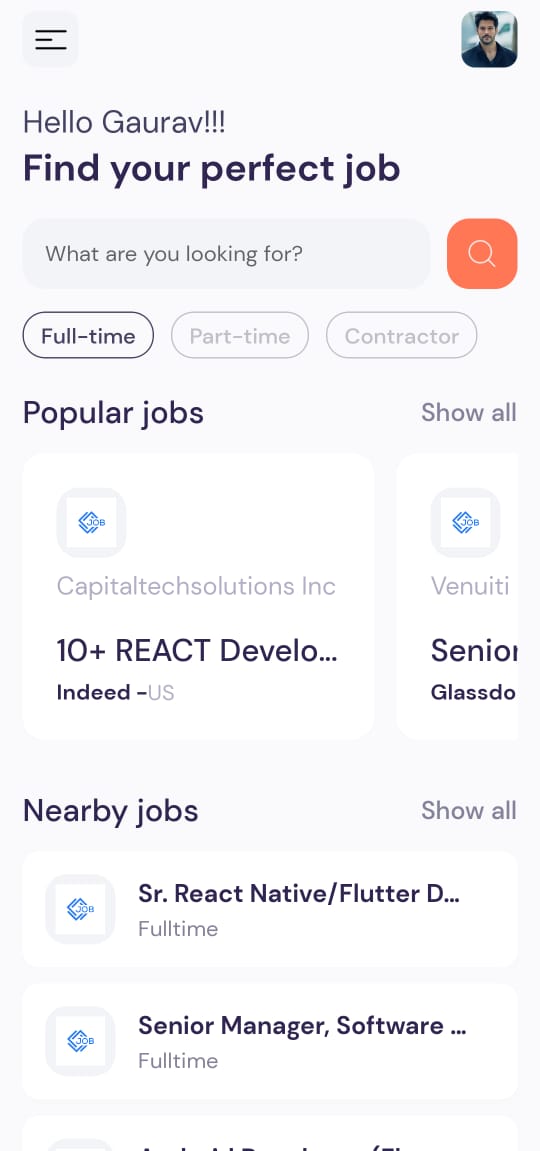 Hello Gaurav!!!
Find your perfect job
What are you looking for?
Full-time Part-time Contractor
Popular jobs Show all
JOB JOB
Capitaltechsolutions Inc Venuiti
10+ REACT Develo... Senior
Indeed -US Glassdo
Nearby jobs Show all
JOB
Sr. React Native/Flutter D...
Fulltime
JOB
Senior Manager, Software ...
Fulltime